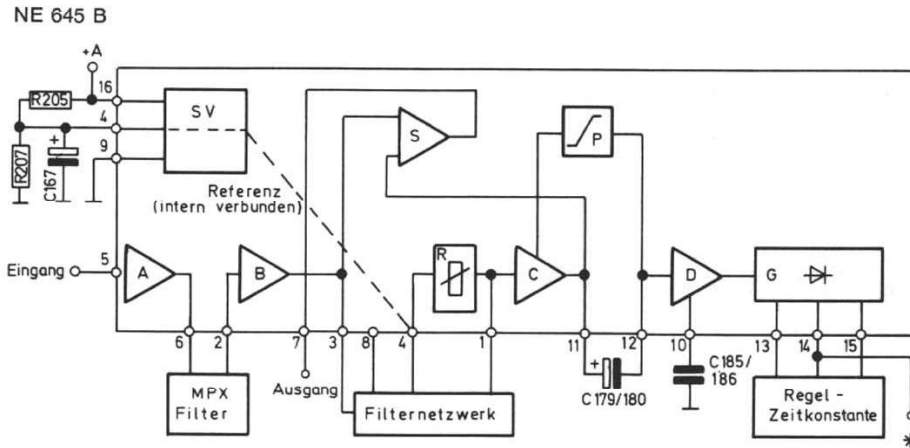 NE 645 B
+A
16
R205
SV
4
9
R207
+
C167
S
P
Referenz
(intern verbunden)
5
Eingang
A
B
R
C
D
G
6
2
7
3
8
4
1
11
12
10
13
14
15
MPX
Filter
Ausgang
Filternetzwerk
+
C179/180
C185/
186
Regel -
Zeitkonstante
*